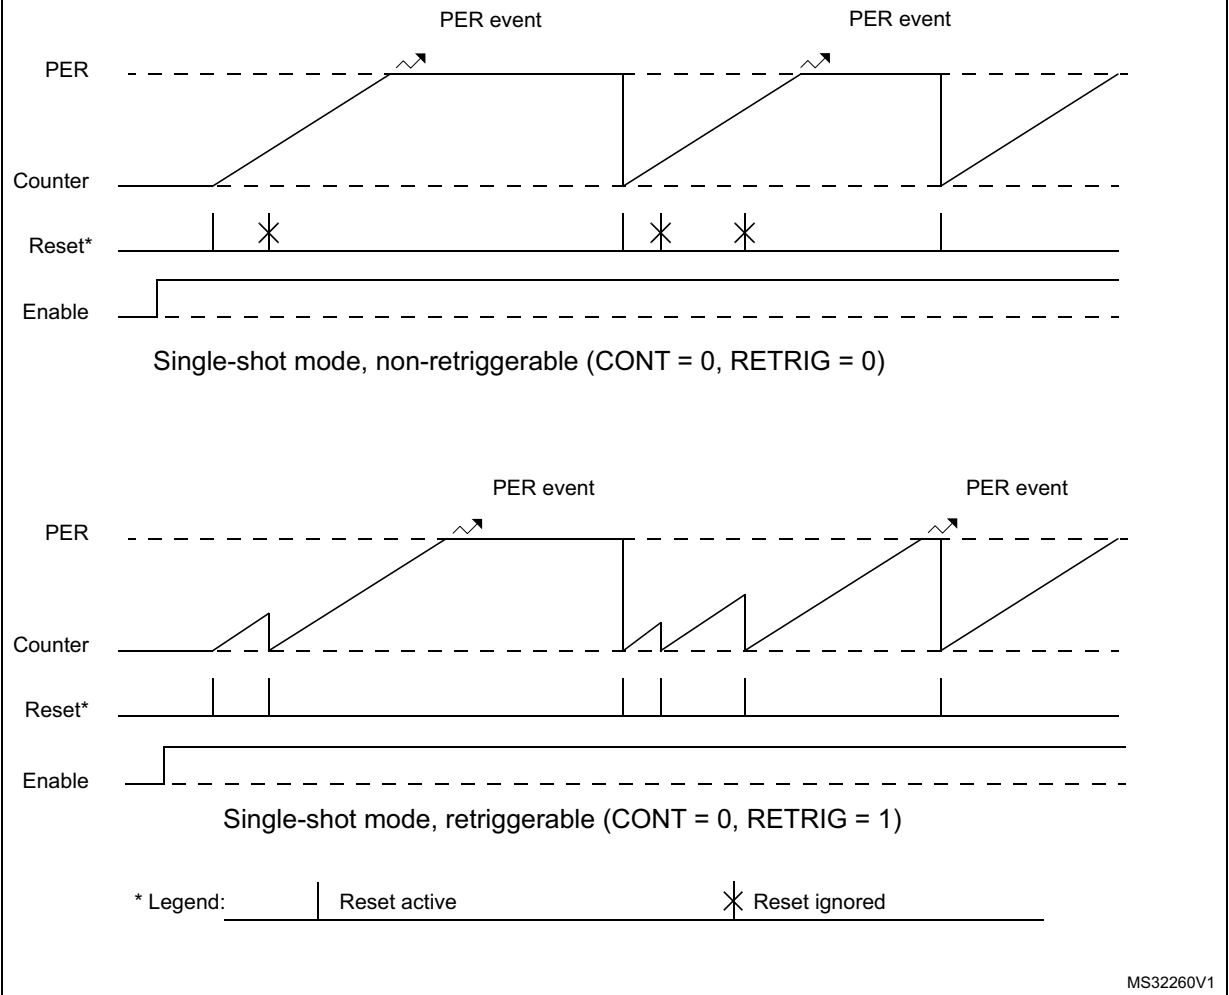 PER event
PER event
PER
Counter
Reset*
Enable
Single-shot mode, non-retriggerable (CONT = 0, RETRIG = 0)
PER event
PER event
PER
Counter
Reset*
Enable
Single-shot mode, retriggerable (CONT = 0, RETRIG = 1)
* Legend:
Reset active
Reset ignored
MS32260V1